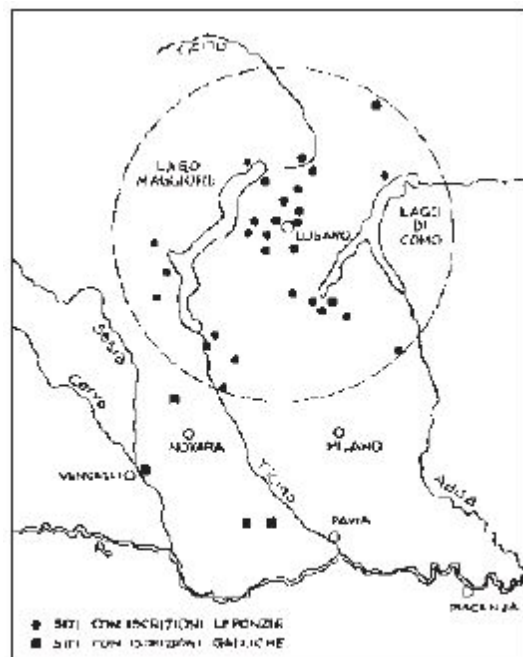 TICINO
LAGO
MAGGIORE
LUGANO
LAGO
DI
COMO
Sesia
Cervo
NOVARA
MILANO
VERCELLI
Ticino
Adda
PAVIA
Po
PIACENZA
SITI CON ISCRIZIONI LEPONZIE
SITI CON ISCRIZIONI GALLICHE